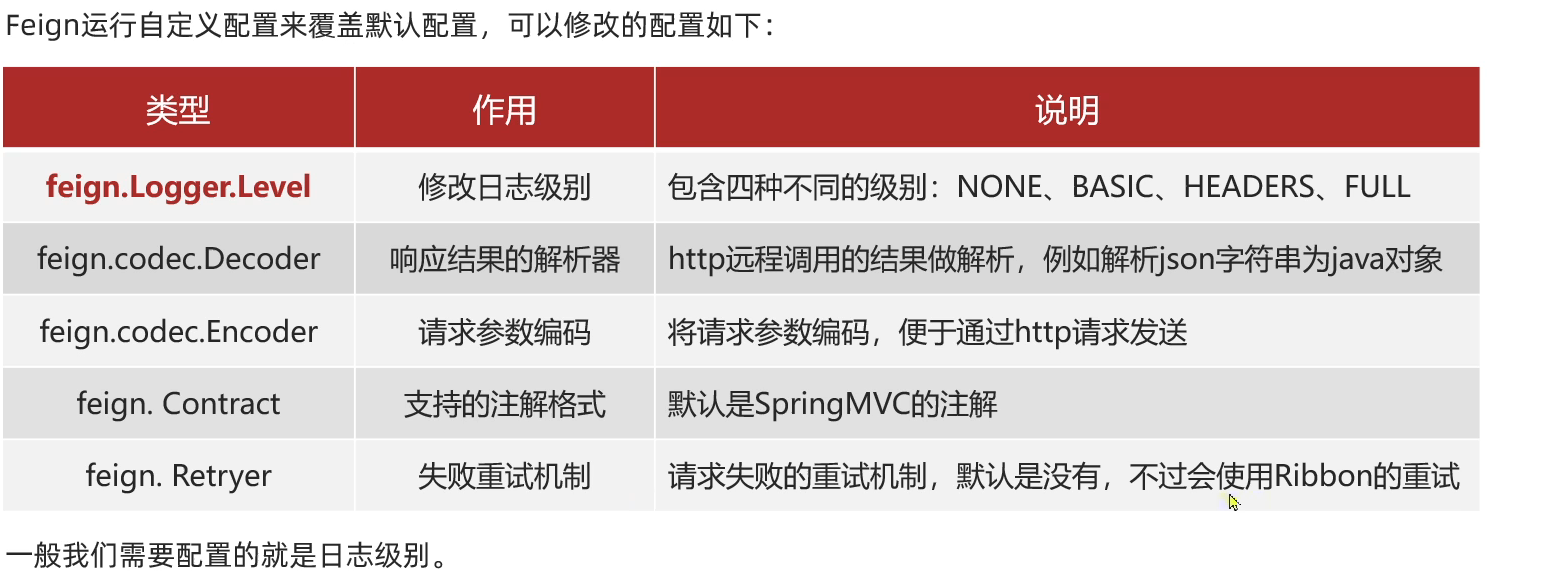 Feign运行自定义配置来覆盖默认配置，可以修改的配置如下：
类型 作用 说明
feign.Logger.Level 修改日志级别 包含四种不同的级别：NONE、BASIC、HEADERS、FULL
feign.codec.Decoder 响应结果的解析器 http远程调用的结果做解析，例如解析json字符串为java对象
feign.codec.Encoder 请求参数编码 将请求参数编码，便于通过http请求发送
feign. Contract 支持的注解格式 默认是SpringMVC的注解
feign. Retryer 失败重试机制 请求失败的重试机制，默认是没有，不过会使用Ribbon的重试
一般我们需要配置的就是日志级别。